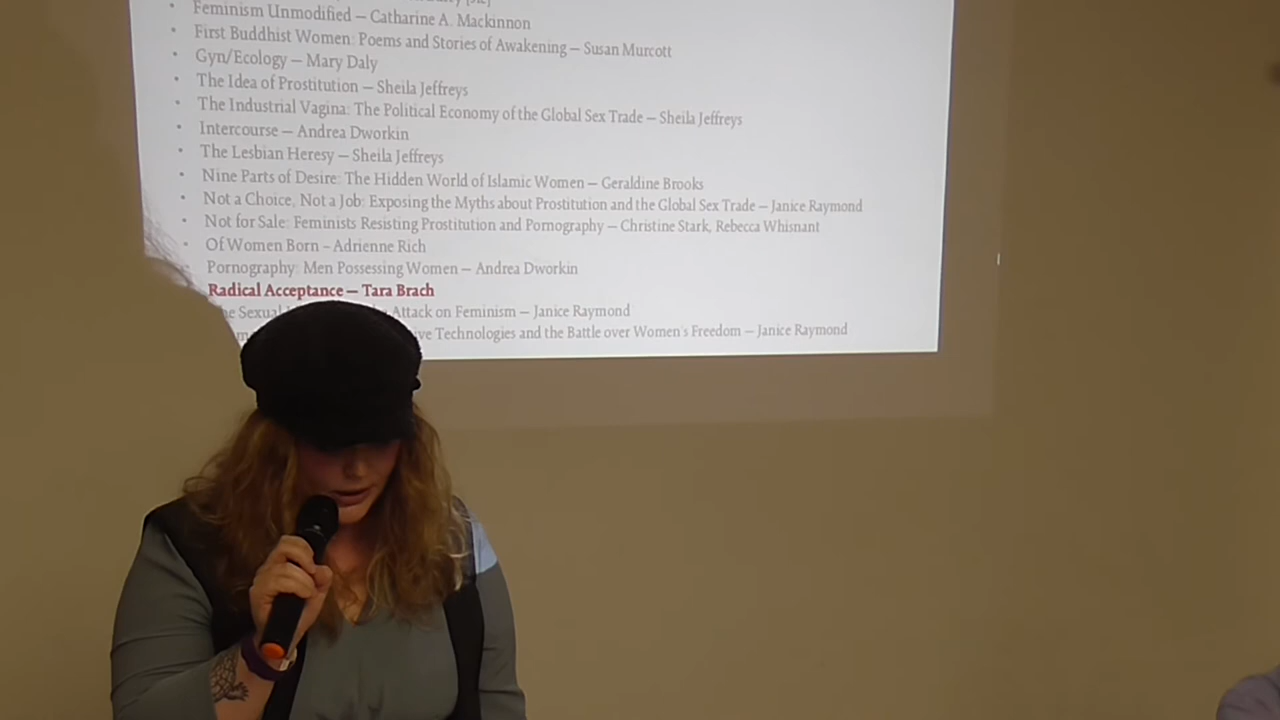 Feminism Unmodified – Catharine A. Mackinnon
First Buddhist Women: Poems and Stories of Awakening – Susan Murcott
Gyn/Ecology – Mary Daly
The Idea of Prostitution – Sheila Jeffreys
The Industrial Vagina: The Political Economy of the Global Sex Trade – Sheila Jeffreys
Intercourse – Andrea Dworkin
The Lesbian Heresy – Sheila Jeffreys
Nine Parts of Desire: The Hidden World of Islamic Women – Geraldine Brooks
Not a Choice, Not a Job: Exposing the Myths about Prostitution and the Global Sex Trade – Janice Raymond
Not for Sale: Feminists Resisting Prostitution and Pornography – Christine Stark, Rebecca Whisnant
Of Women Born – Adrienne Rich
Pornography: Men Possessing Women – Andrea Dworkin
Radical Acceptance – Tara Brach
Sexual Attack on Feminism – Janice Raymond
Technologies and the Battle over Women's Freedom – Janice Raymond